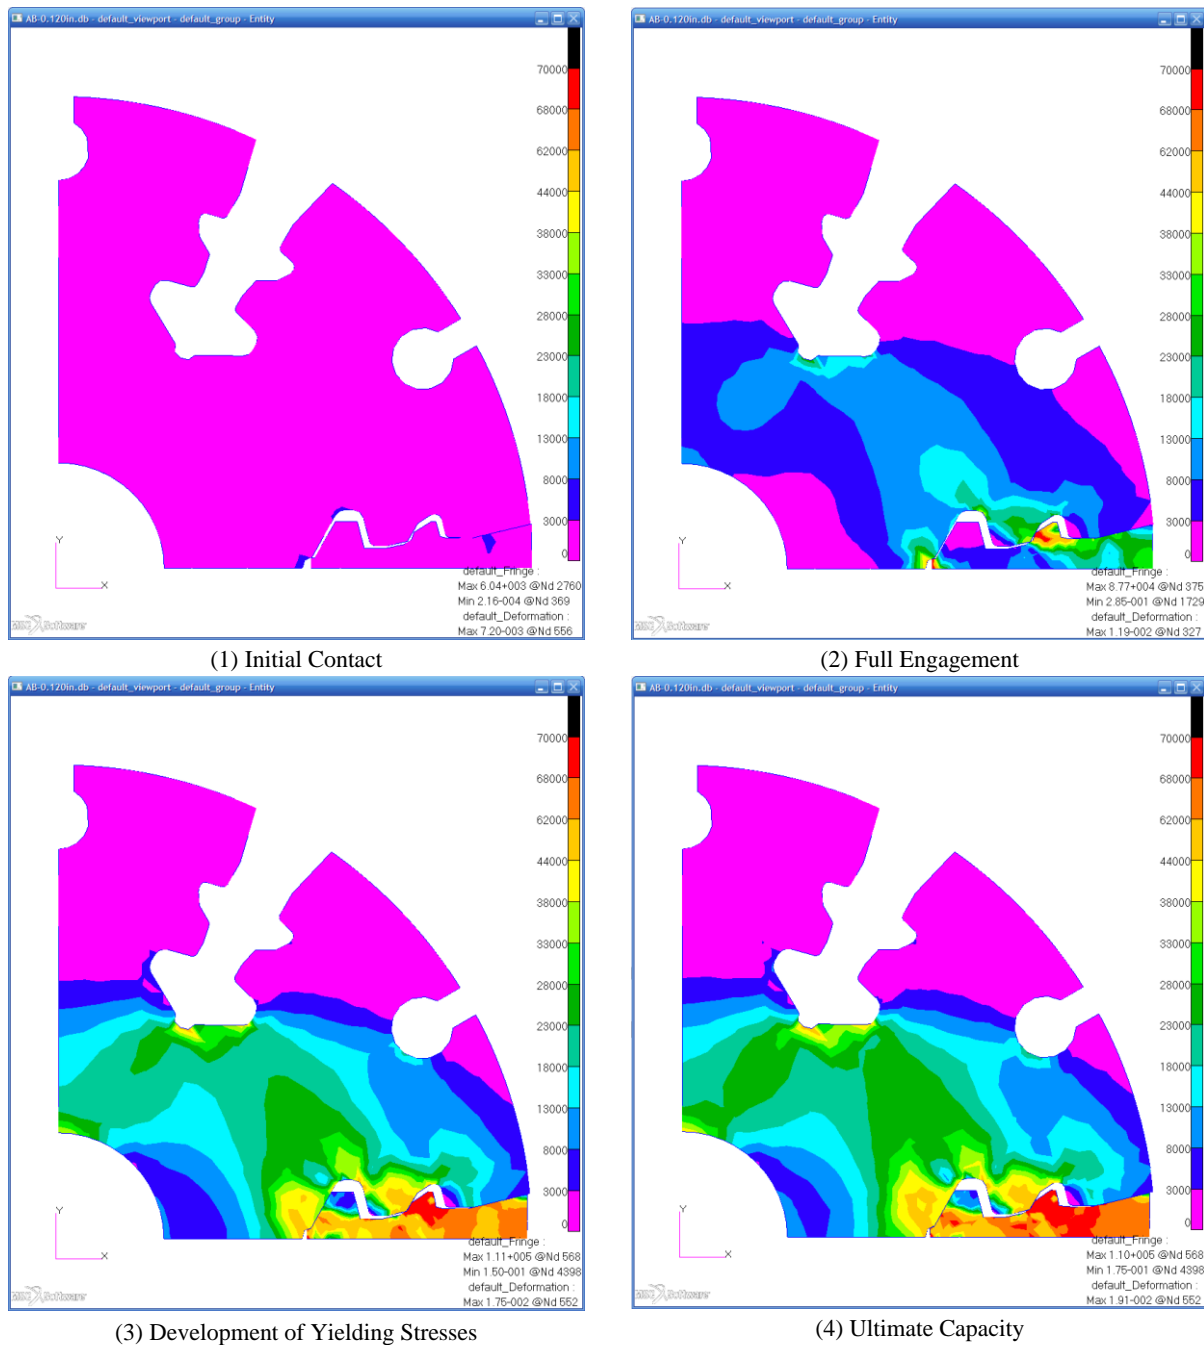 AB-0.120in.db - default_viewport - default_group - Entity
70000
68000
62000
44000
38000
33000
28000
23000
18000
13000
8000
3000
0
Y
X
default_Fringe :
Max 6.04+003 @Nd 2760
Min 2.16-004 @Nd 369
default_Deformation :
Max 7.20-003 @Nd 556
(1) Initial Contact
AB-0.120in.db - default_viewport - default_group - Entity
70000
68000
62000
44000
38000
33000
28000
23000
18000
13000
8000
3000
0
Y
X
default_Fringe :
Max 8.77+004 @Nd 375
Min 2.85-001 @Nd 1729
default_Deformation :
Max 1.19-002 @Nd 327
(2) Full Engagement
AB-0.120in.db - default_viewport - default_group - Entity
70000
68000
62000
44000
38000
33000
28000
23000
18000
13000
8000
3000
0
Y
X
default_Fringe :
Max 1.11+005 @Nd 568
Min 1.50-001 @Nd 4398
default_Deformation :
Max 1.75-002 @Nd 552
(3) Development of Yielding Stresses
AB-0.120in.db - default_viewport - default_group - Entity
70000
68000
62000
44000
38000
33000
28000
23000
18000
13000
8000
3000
0
Y
X
default_Fringe :
Max 1.10+005 @Nd 568
Min 1.75-001 @Nd 4398
default_Deformation :
Max 1.91-002 @Nd 552
(4) Ultimate Capacity